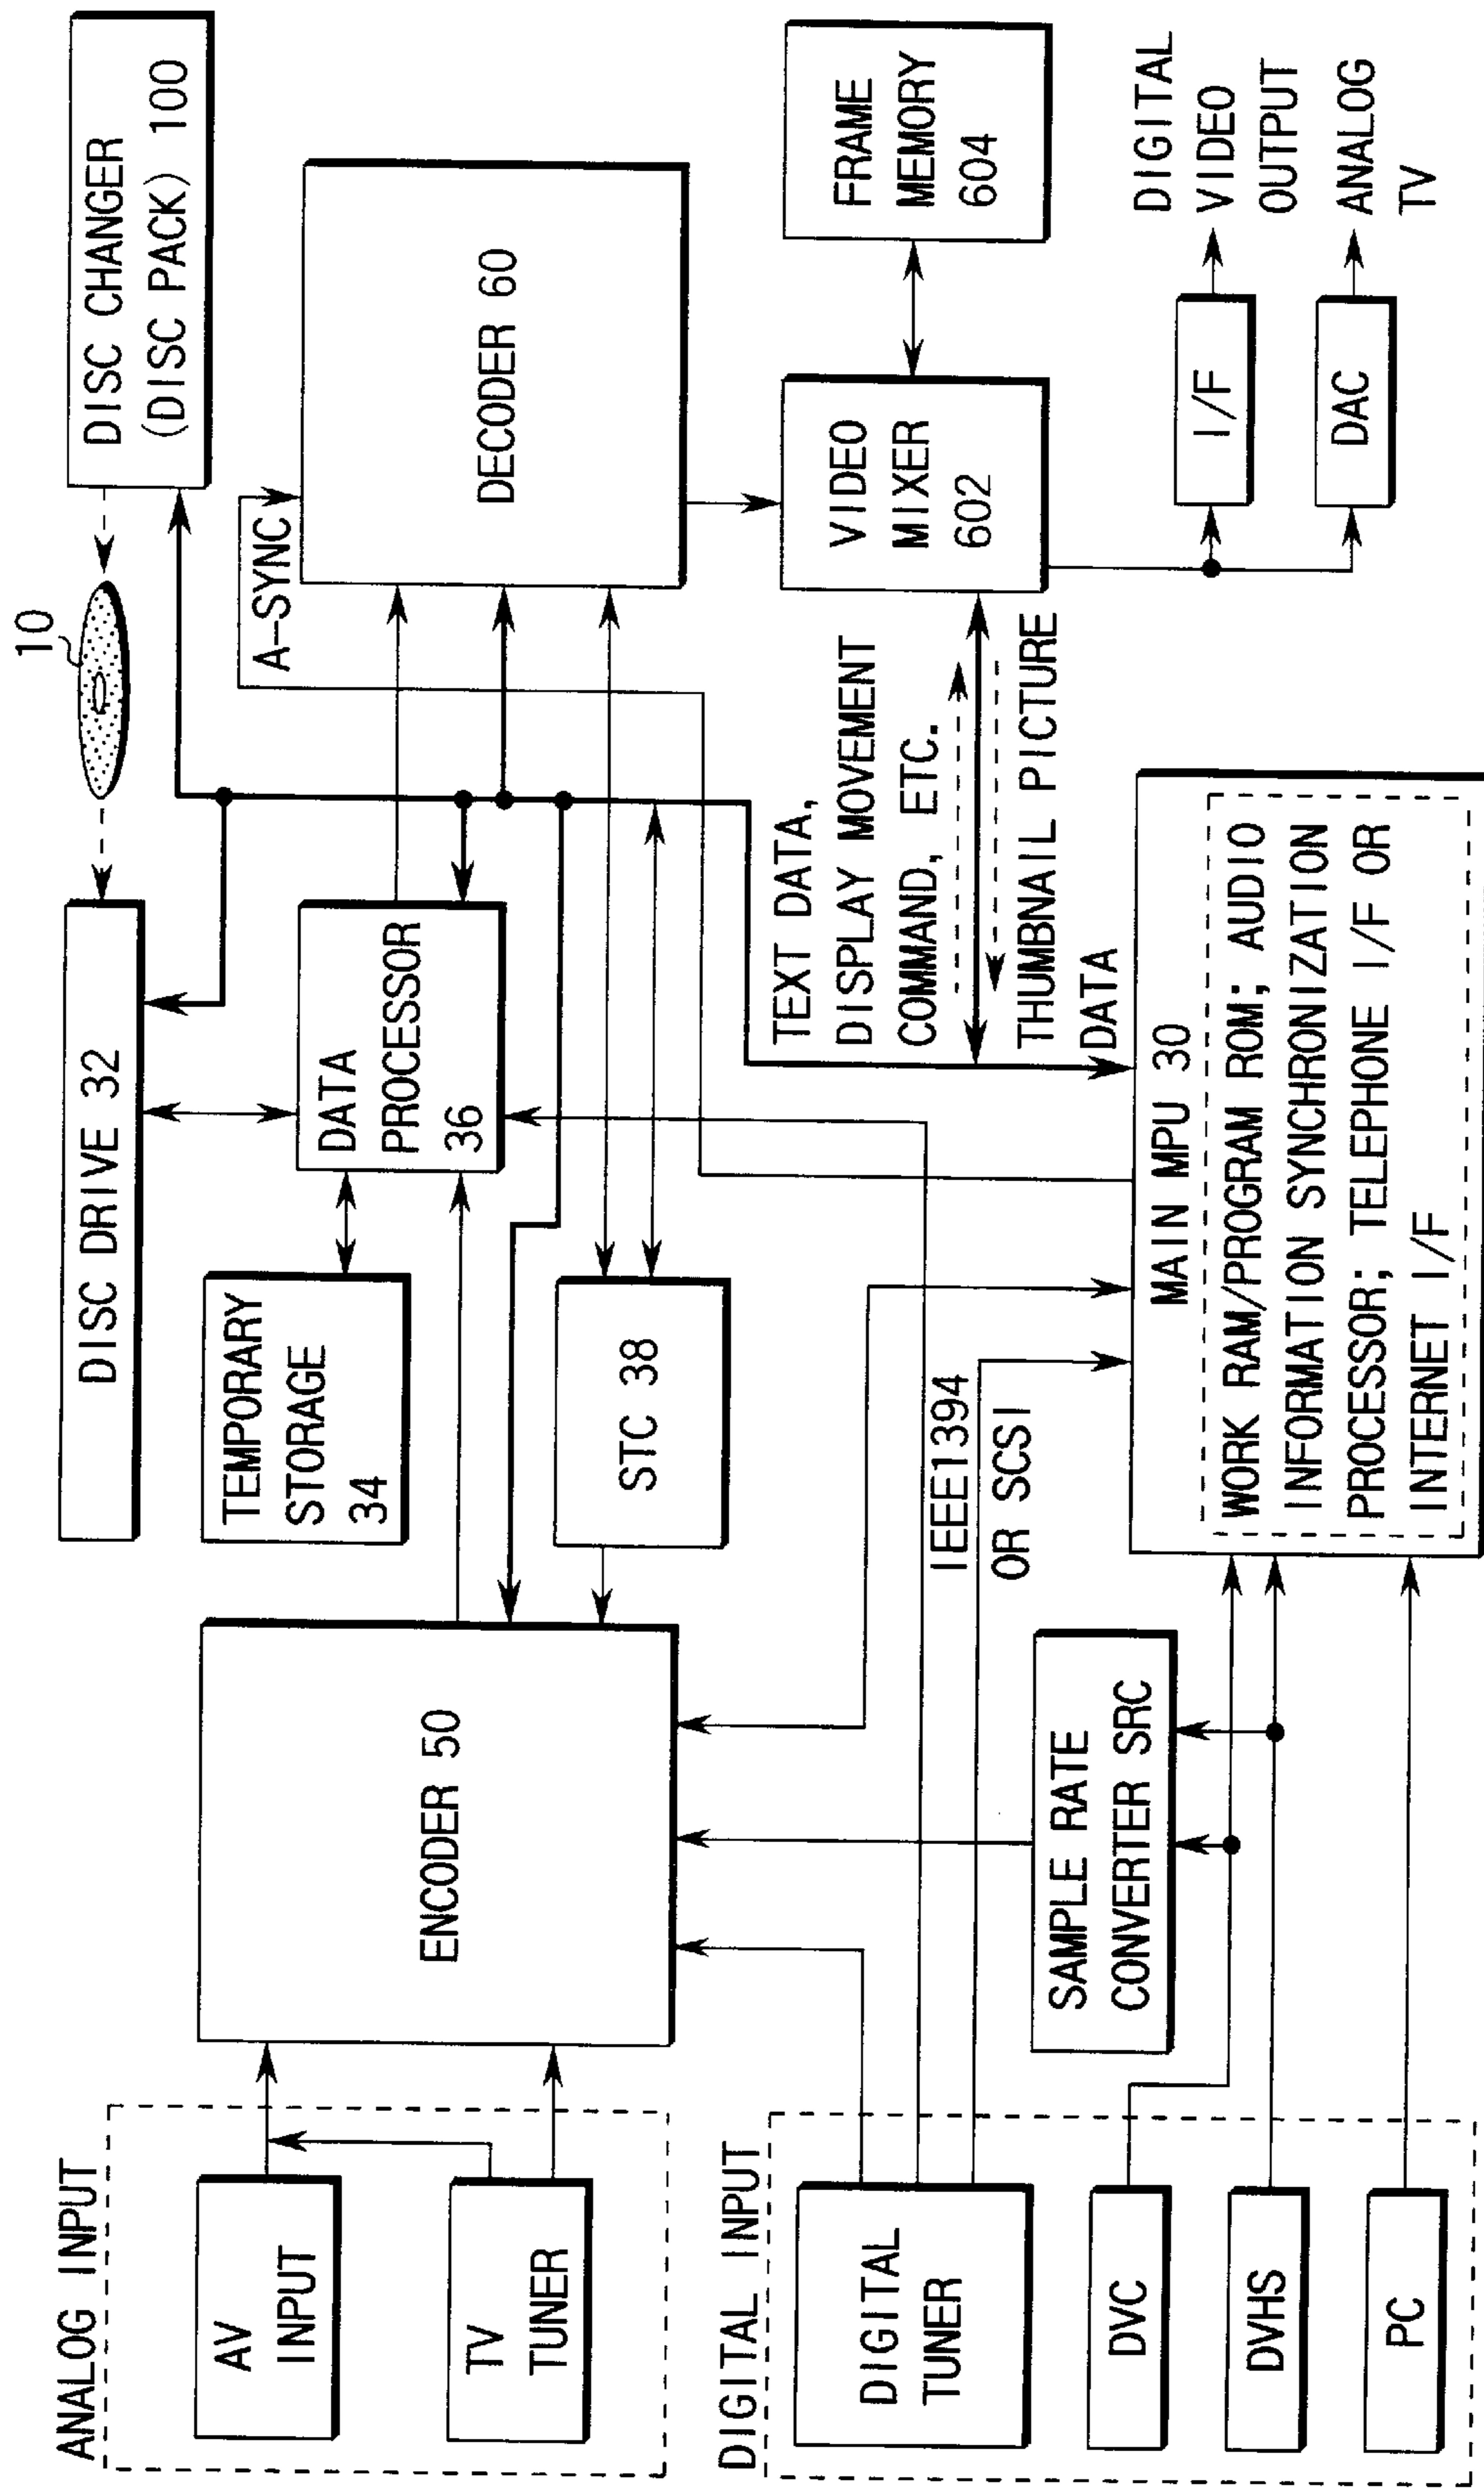 ANALOG INPUT
AV
INPUT
TV
TUNER
DIGITAL INPUT
DIGITAL
TUNER
DVC
DVHS
PC
ENCODER 50
SAMPLE RATE
CONVERTER SRC
IEEE1394
OR SCSI
DISC DRIVE 32
TEMPORARY
STORAGE
34
DATA
PROCESSOR
36
STC 38
MAIN MPU 30
WORK RAM/PROGRAM ROM; AUDIO
INFORMATION SYNCHRONIZATION
PROCESSOR; TELEPHONE I/F OR
INTERNET I/F
TEXT DATA,
DISPLAY MOVEMENT
COMMAND, ETC.
THUMBNAIL PICTURE
DATA
10
A-SYNC
DISC CHANGER
(DISC PACK) 100
DECODER 60
VIDEO
MIXER
602
FRAME
MEMORY
604
I/F
DAC
DIGITAL
VIDEO
OUTPUT
ANALOG
TV